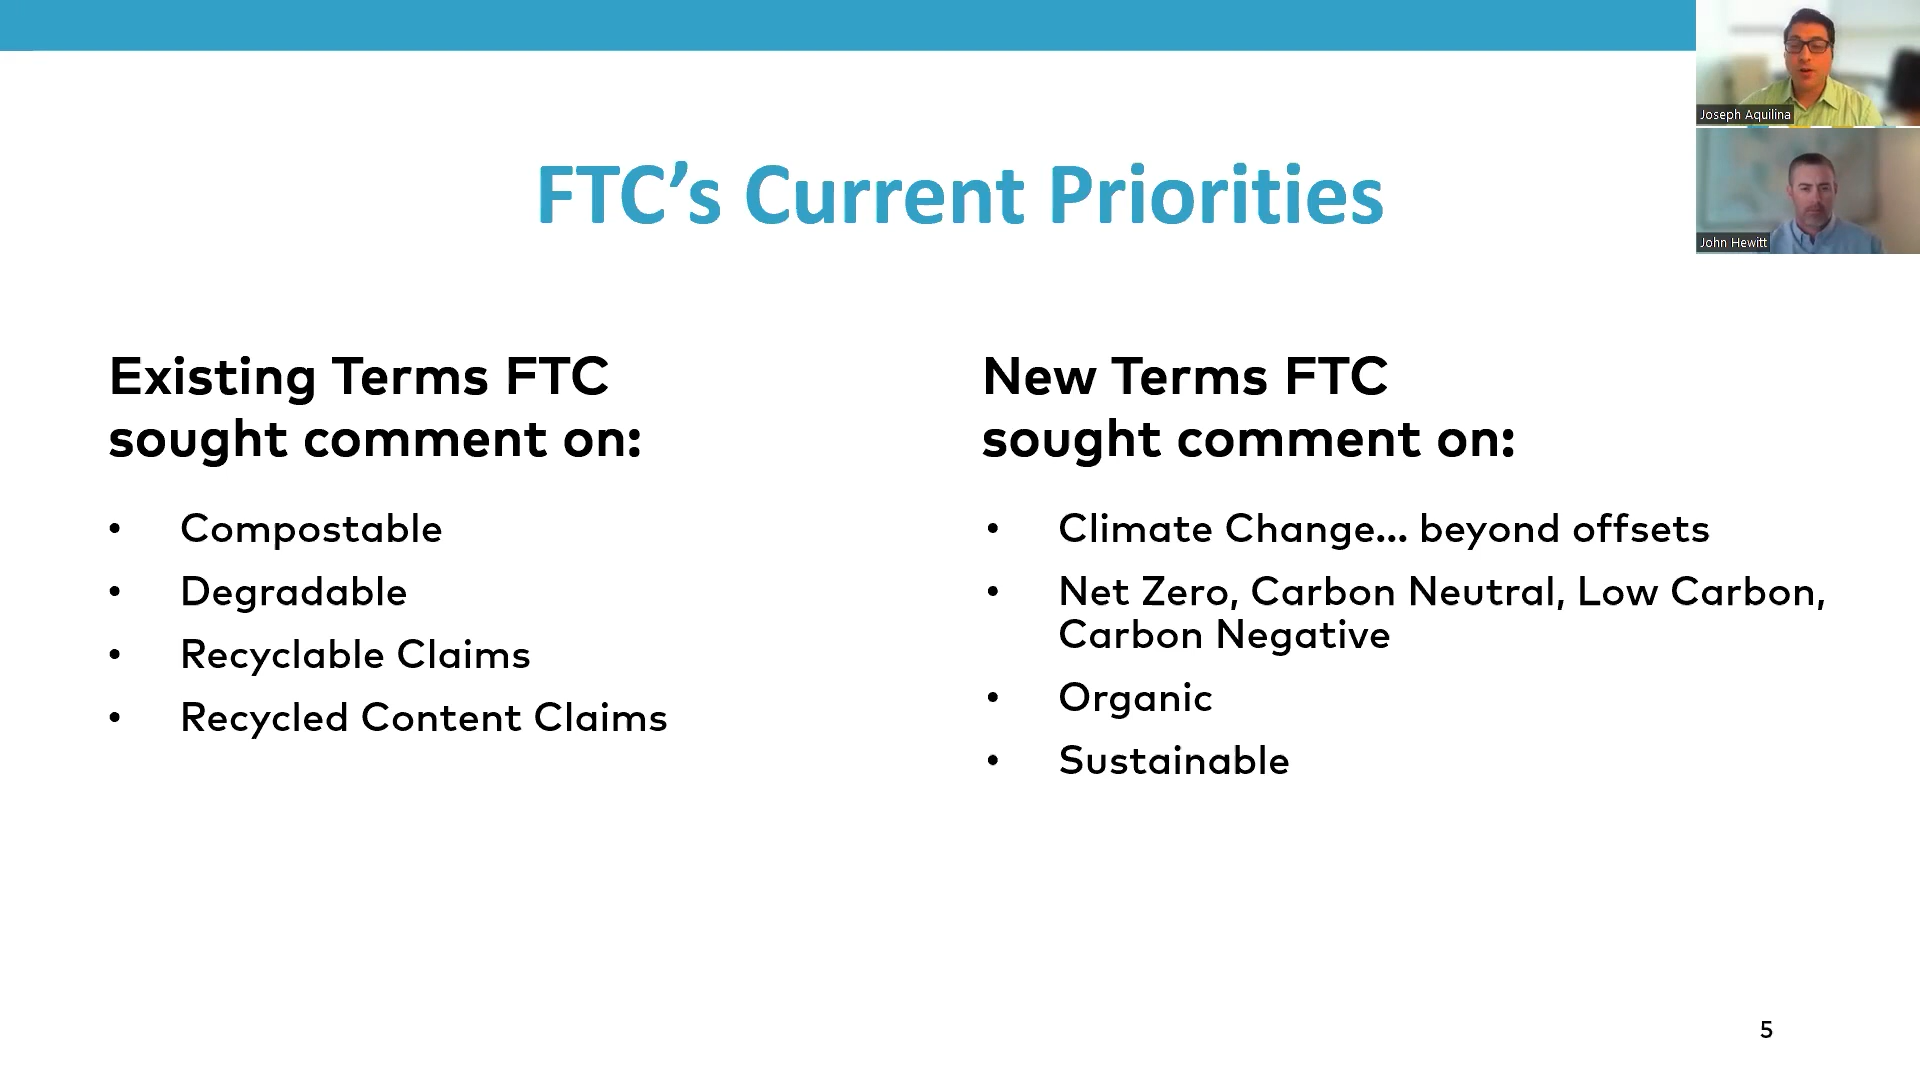 Joseph Aquilina
John Hewitt
FTC’s Current Priorities
Existing Terms FTC
sought comment on:
• Compostable
• Degradable
• Recyclable Claims
• Recycled Content Claims
New Terms FTC
sought comment on:
• Climate Change... beyond offsets
• Net Zero, Carbon Neutral, Low Carbon,
Carbon Negative
• Organic
• Sustainable
5